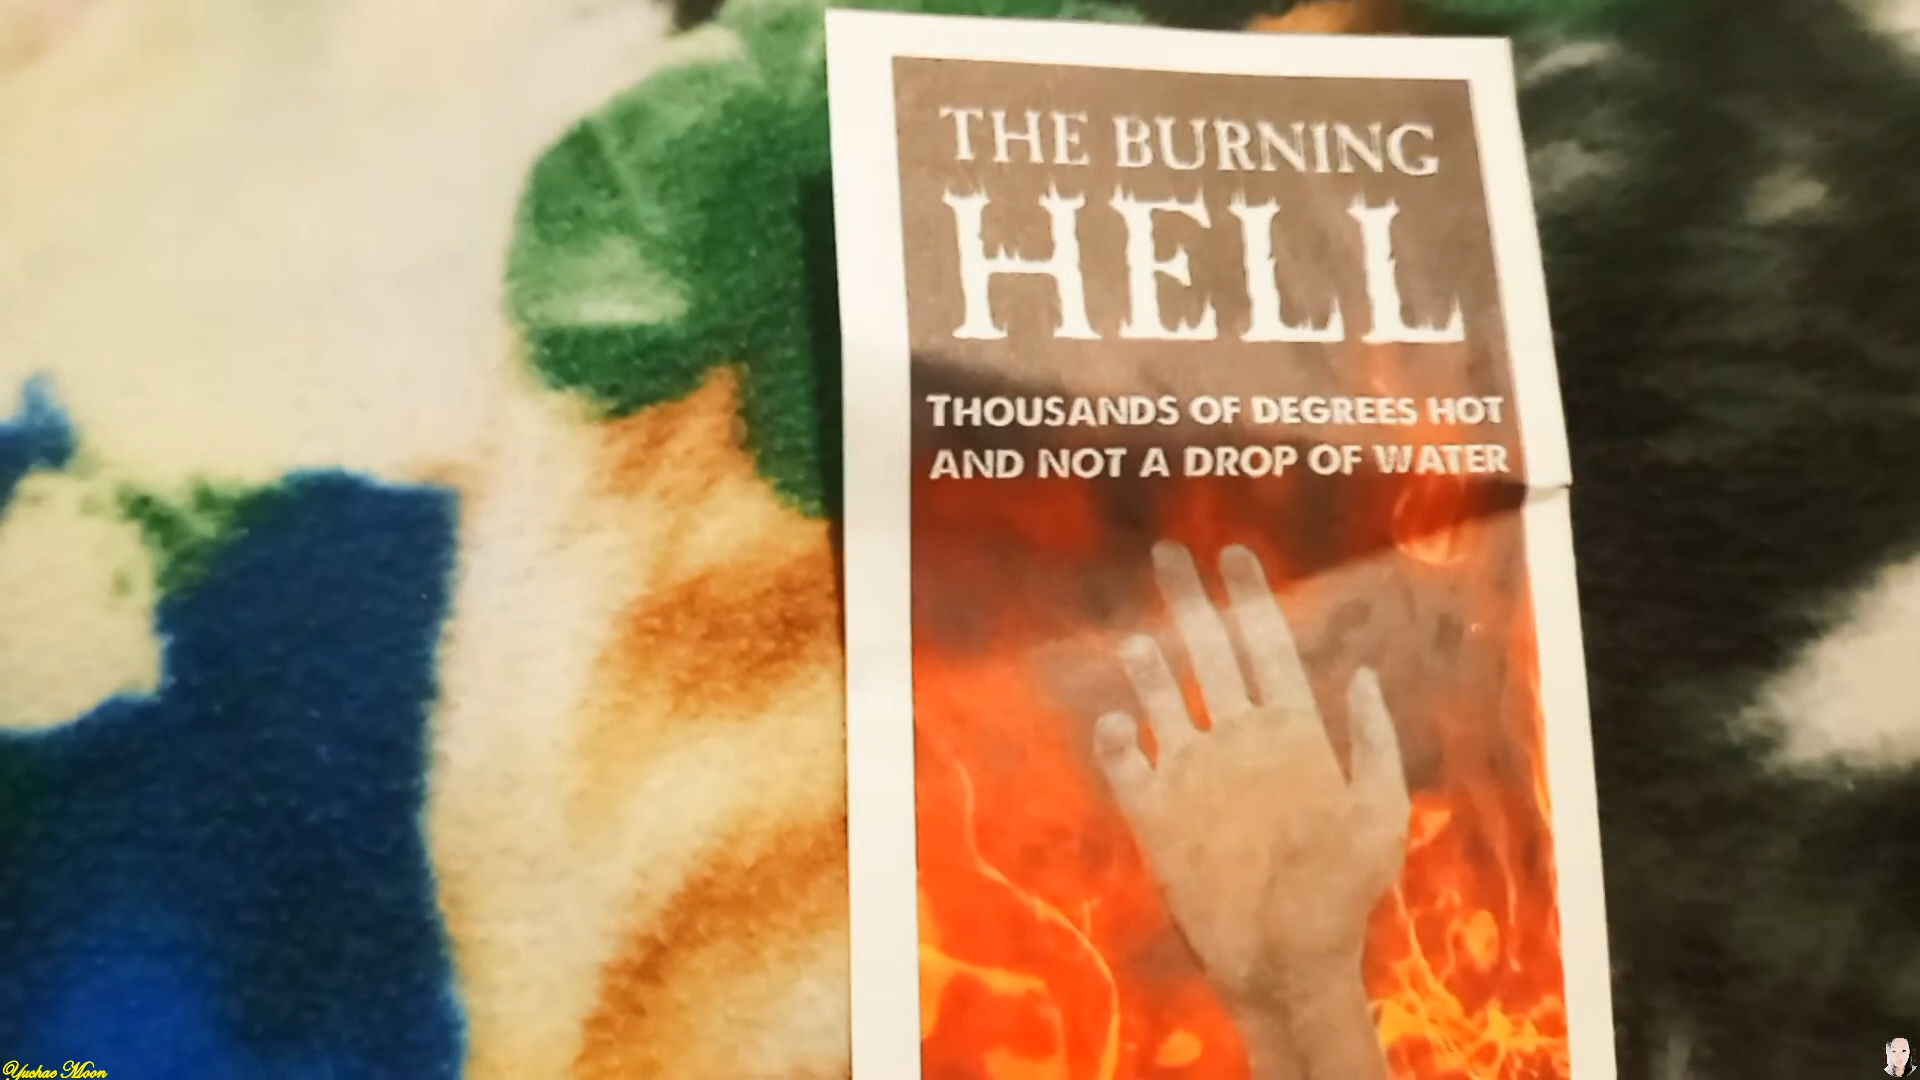 THE BURNING
HELL
THOUSANDS OF DEGREES HOT
AND NOT A DROP OF WATER
Yuchae Moon